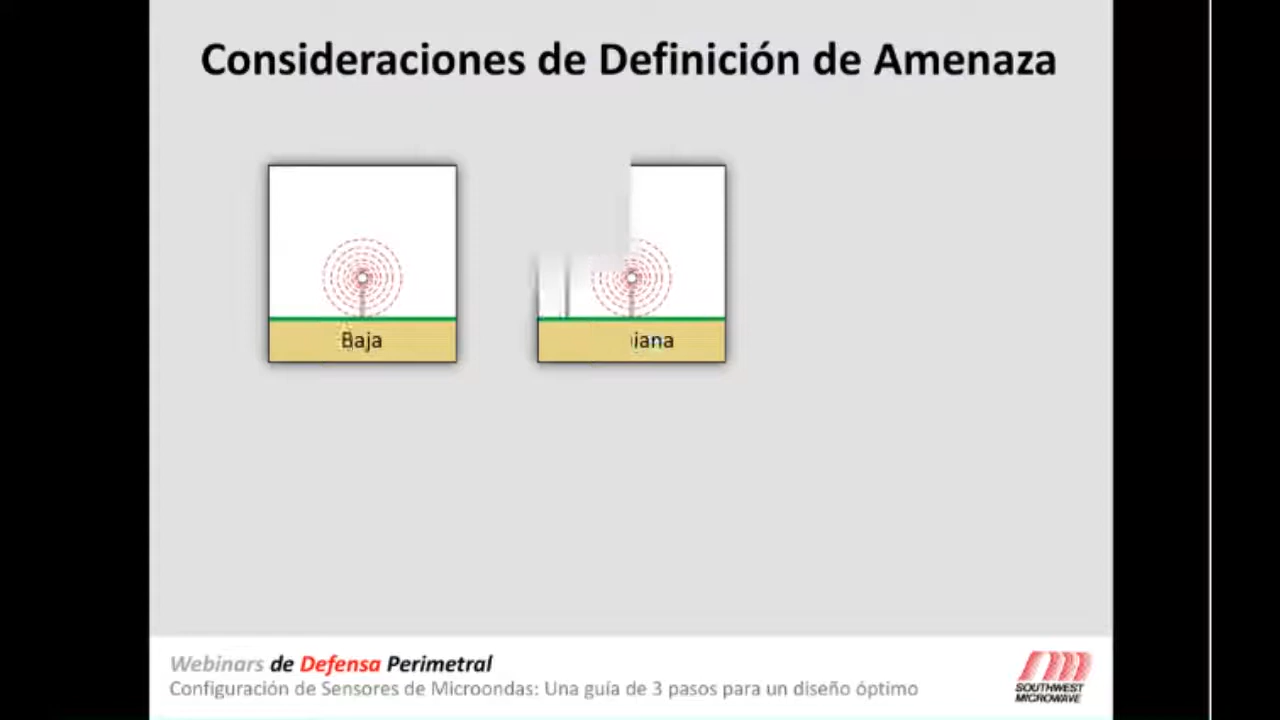 Consideraciones de Definición de Amenaza
Baja
iana
Webinars de Defensa Perimetral
Configuración de Sensores de Microondas: Una guía de 3 pasos para un diseño óptimo
SOUTHWEST
MICROWAVE